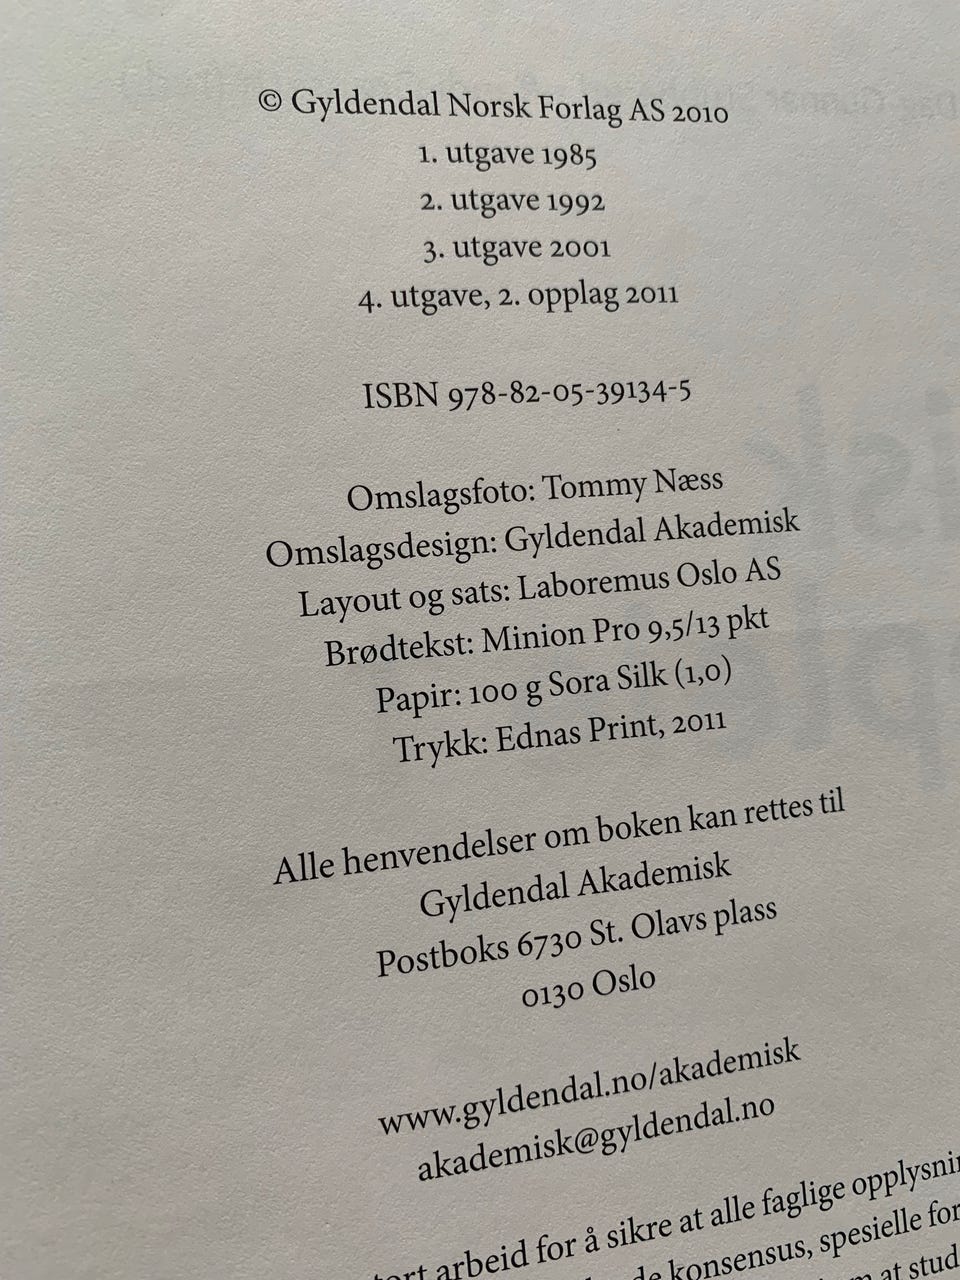 © Gyldendal Norsk Forlag AS 2010
1. utgave 1985
2. utgave 1992
3. utgave 2001
4. utgave, 2. opplag 2011
ISBN 978-82-05-39134-5
Omslagsfoto: Tommy Næss
Omslagsdesign: Gyldendal Akademisk
Layout og sats: Laboremus Oslo AS
Brødtekst: Minion Pro 9,5/13 pkt
Papir: 100 g Sora Silk (1,0)
Trykk: Ednas Print, 2011
Alle henvendelser om boken kan rettes til
Gyldendal Akademisk
Postboks 6730 St. Olavs plass
0130 Oslo
www.gyldendal.no/akademisk
akademisk@gyldendal.no
arbeid for å sikre at alle faglige
konsensus, spesielle
at